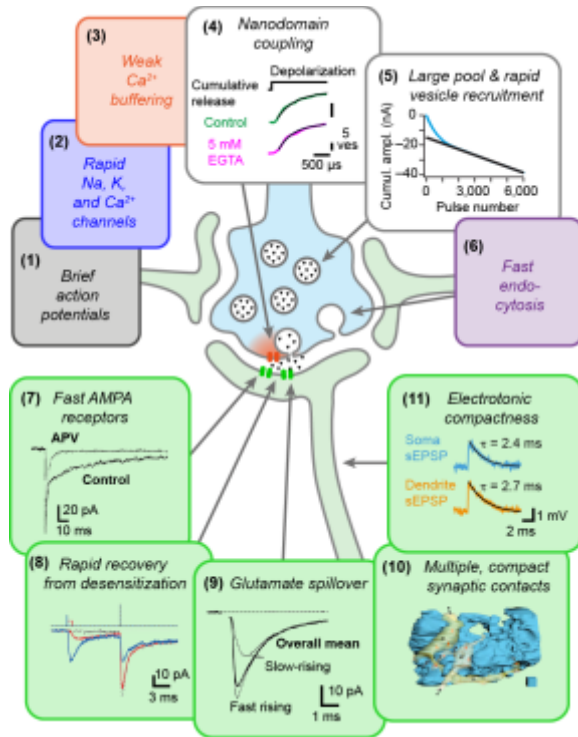 (1)
Brief
action
potentials
(2)
Rapid
Na, K,
and Ca²⁺
channels
(3)
Weak
Ca²⁺
buffering
(4)
Nanodomain
coupling
Depolarization
Cumulative
release
Control
5 mM
EGTA
5
ves
500 µs
(5) Large pool & rapid
vesicle recruitment
Cumul. ampl. (nA)
0
−20
−40
0
3,000
6,000
Pulse number
(6)
Fast
endo-
cytosis
(7) Fast AMPA
receptors
APV
Control
20 pA
10 ms
(8) Rapid recovery
from desensitization
10 pA
3 ms
(9) Glutamate spillover
Overall mean
Slow-rising
Fast rising
10 pA
1 ms
(11) Electrotonic
compactness
Soma
sEPSP
τ = 2.4 ms
Dendrite
sEPSP
τ = 2.7 ms
1 mV
2 ms
(10) Multiple, compact
synaptic contacts